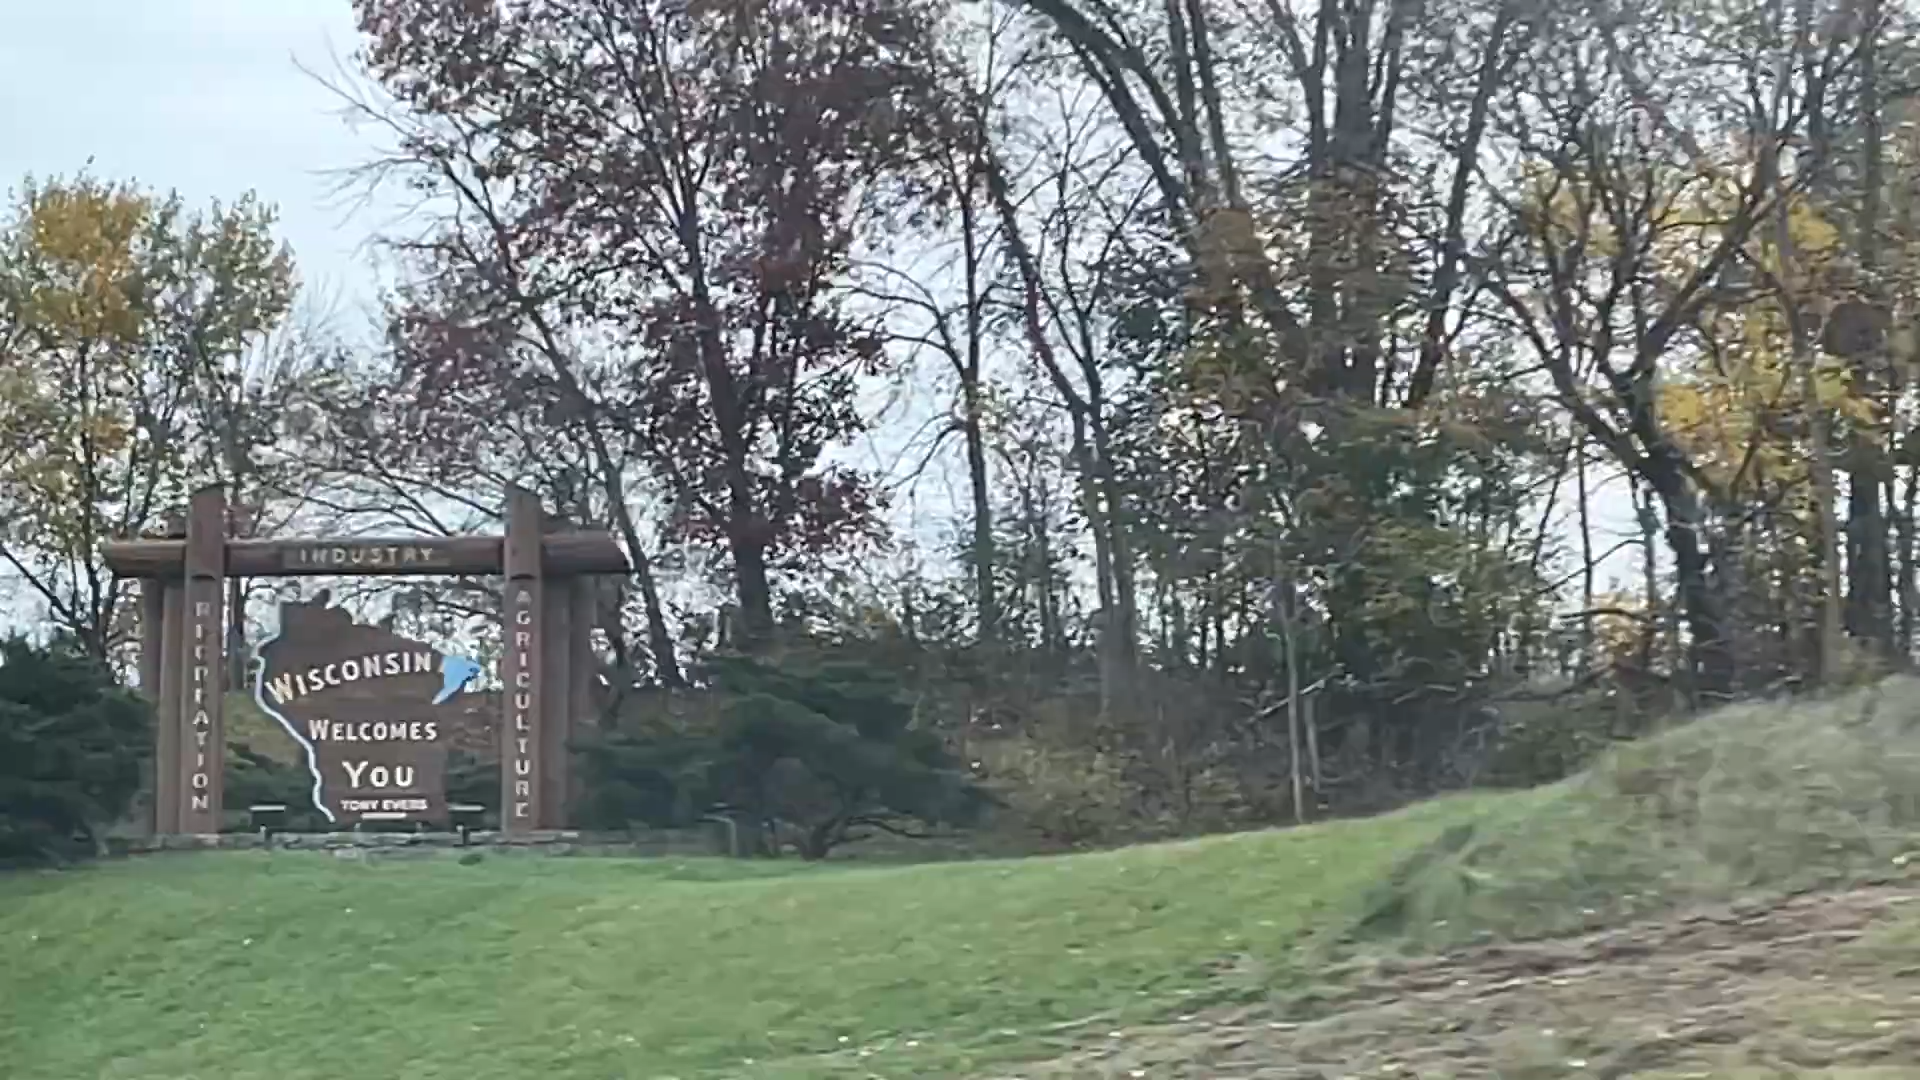 INDUSTRY
RECREATION
WISCONSIN
WELCOMES
YOU
TONY EVERS
AGRICULTURE